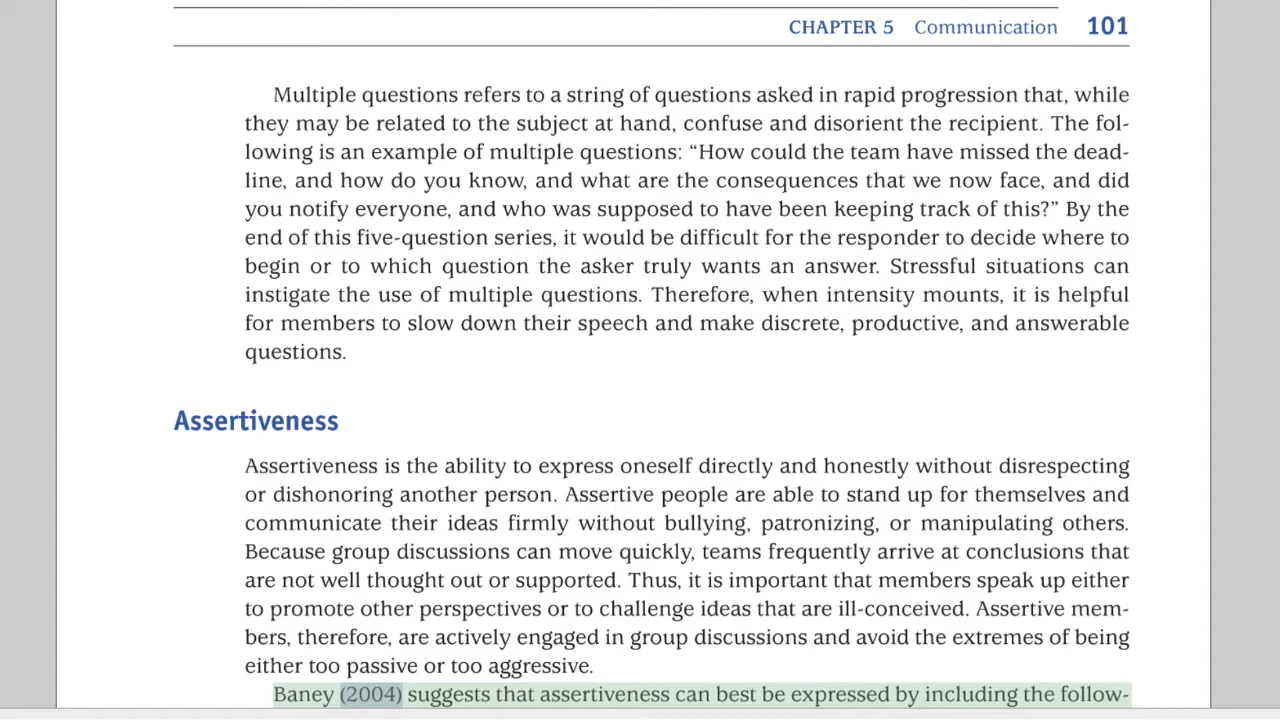 CHAPTER 5 Communication 101
Multiple questions refers to a string of questions asked in rapid progression that, while
they may be related to the subject at hand, confuse and disorient the recipient. The fol-
lowing is an example of multiple questions: “How could the team have missed the dead-
line, and how do you know, and what are the consequences that we now face, and did
you notify everyone, and who was supposed to have been keeping track of this?” By the
end of this five-question series, it would be difficult for the responder to decide where to
begin or to which question the asker truly wants an answer. Stressful situations can
instigate the use of multiple questions. Therefore, when intensity mounts, it is helpful
for members to slow down their speech and make discrete, productive, and answerable
questions.
Assertiveness
Assertiveness is the ability to express oneself directly and honestly without disrespecting
or dishonoring another person. Assertive people are able to stand up for themselves and
communicate their ideas firmly without bullying, patronizing, or manipulating others.
Because group discussions can move quickly, teams frequently arrive at conclusions that
are not well thought out or supported. Thus, it is important that members speak up either
to promote other perspectives or to challenge ideas that are ill-conceived. Assertive mem-
bers, therefore, are actively engaged in group discussions and avoid the extremes of being
either too passive or too aggressive.
Baney (2004) suggests that assertiveness can best be expressed by including the follow-